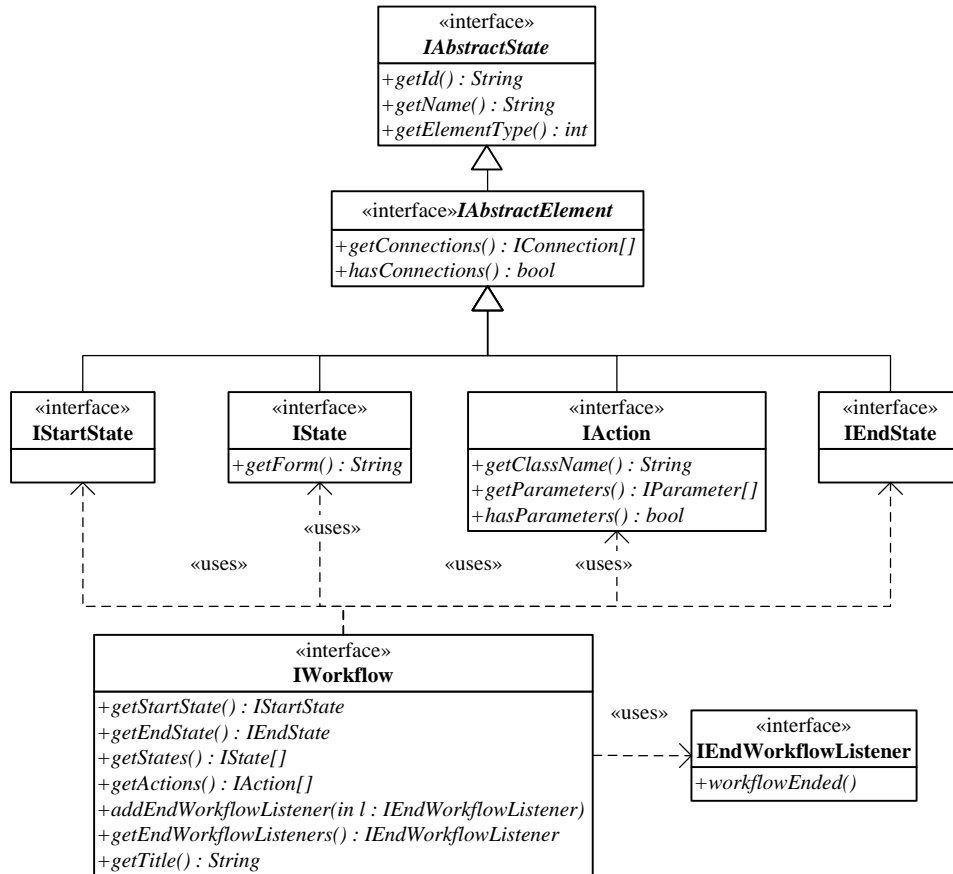 «interface»
IAbstractState
+getId() : String
+getName() : String
+getElementType() : int
«interface»IAbstractElement
+getConnections() : IConnection[]
+hasConnections() : bool
«interface»
IStartState
«interface»
IState
+getForm() : String
«interface»
IAction
+getClassName() : String
+getParameters() : IParameter[]
+hasParameters() : bool
«interface»
IEndState
«uses»
«uses»
«uses»
«uses»
«interface»
IWorkflow
+getStartState() : IStartState
+getEndState() : IEndState
+getStates() : IState[]
+getActions() : IAction[]
+addEndWorkflowListener(in l : IEndWorkflowListener)
+getEndWorkflowListeners() : IEndWorkflowListener
+getTitle() : String
«uses»
«interface»
IEndWorkflowListener
+workflowEnded()